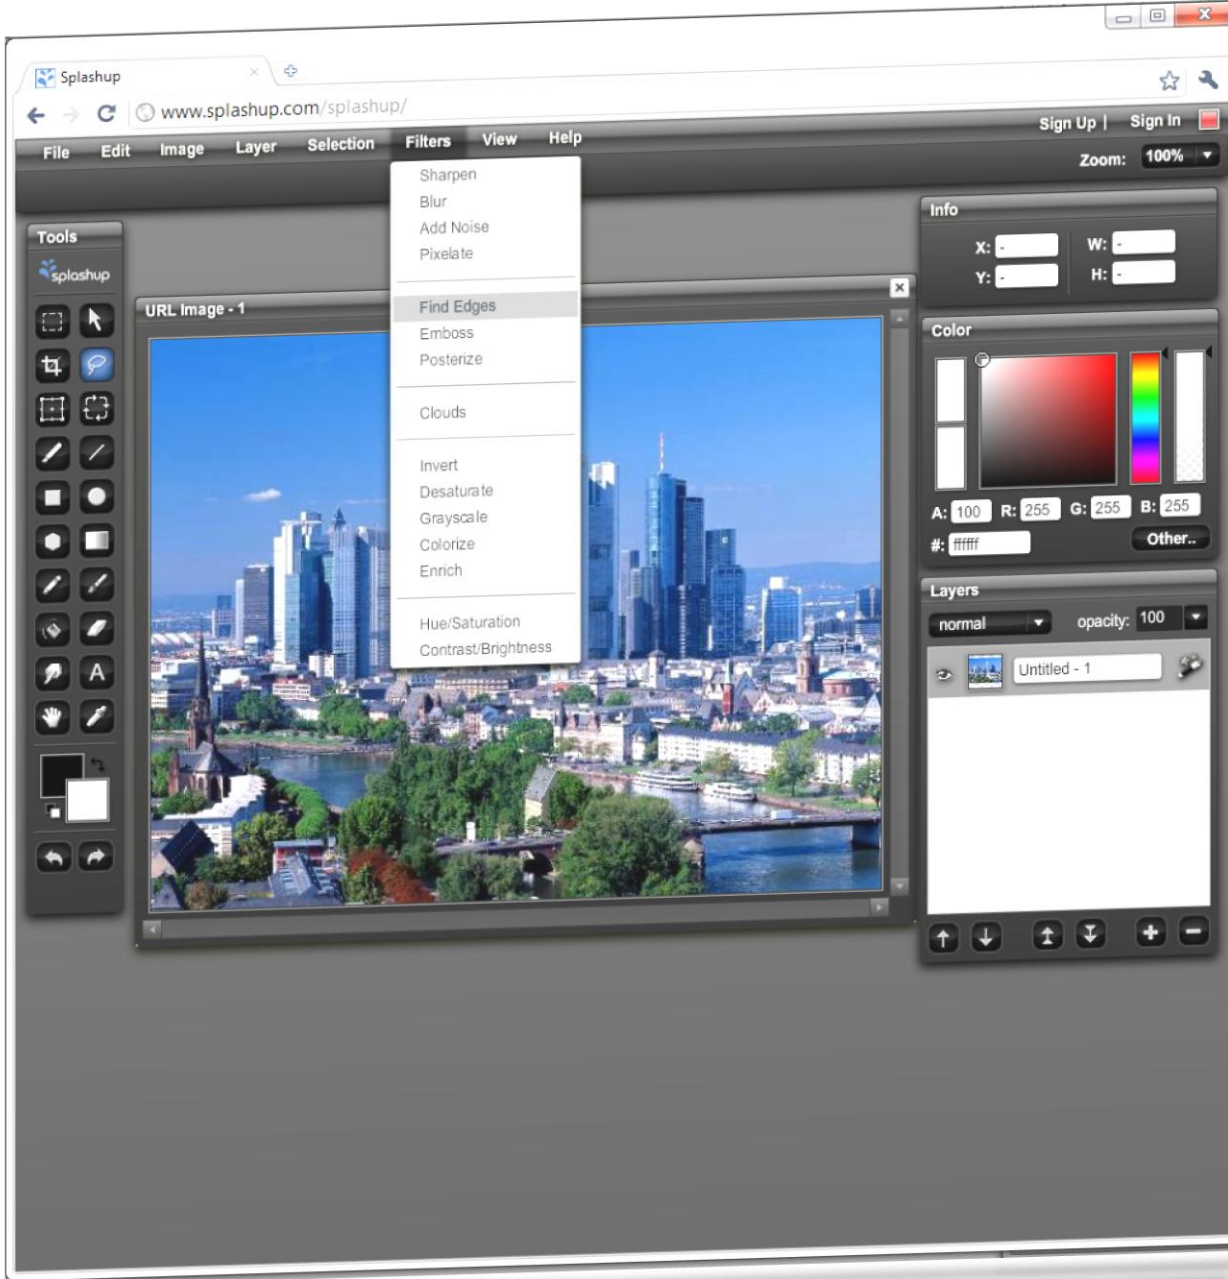 Splashup
www.splashup.com/splashup/
File Edit Image Layer Selection Filters View Help
Sign Up | Sign In
Zoom: 100%
Tools
splashup
URL Image - 1
Sharpen
Blur
Add Noise
Pixelate
Find Edges
Emboss
Posterize
Clouds
Invert
Desaturate
Grayscale
Colorize
Enrich
Hue/Saturation
Contrast/Brightness
A
Info
X: - W: -
Y: - H: -
Color
A: 100 R: 255 G: 255 B: 255
#: ffffff Other..
Layers
normal opacity: 100
Untitled - 1